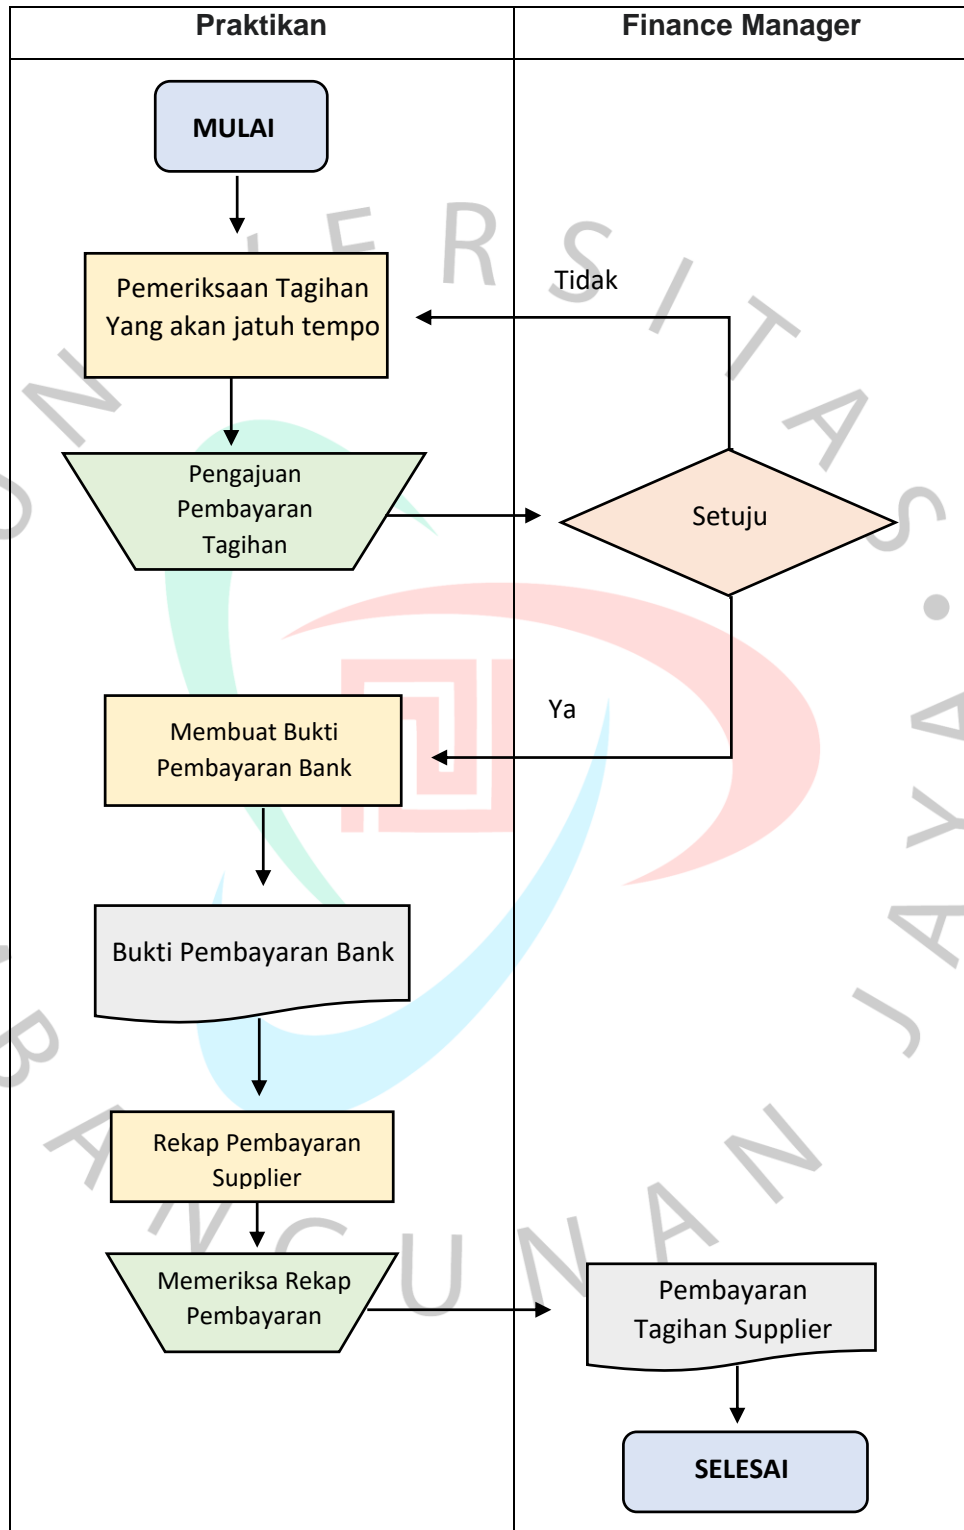 Praktikan
Finance Manager
MULAI
Pemeriksaan Tagihan
Yang akan jatuh tempo
Tidak
Pengajuan
Pembayaran
Tagihan
Setuju
Ya
Membuat Bukti
Pembayaran Bank
Bukti Pembayaran Bank
Rekap Pembayaran
Supplier
Memeriksa Rekap
Pembayaran
Pembayaran
Tagihan Supplier
SELESAI